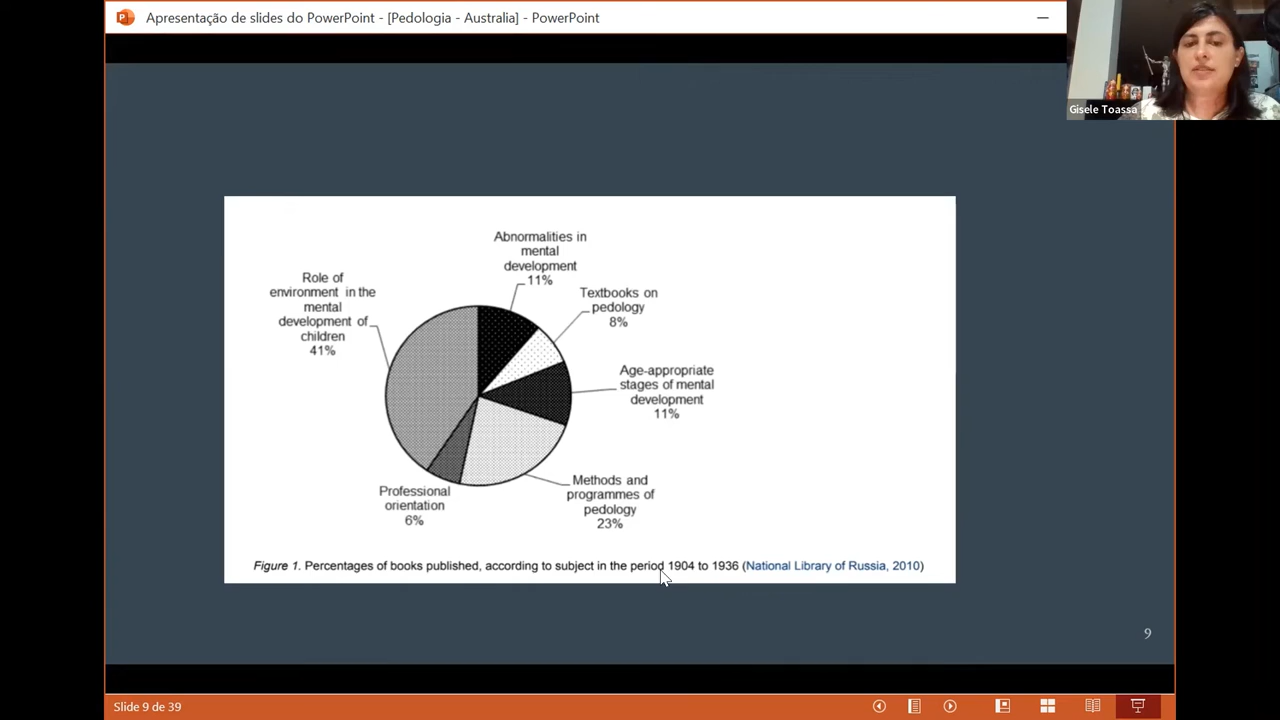 Apresentação de slides do PowerPoint - [Pedologia - Australia] - PowerPoint
Gisele Toassa
Abnormalities in
mental
development
11%
Textbooks on
pedology
8%
Role of
environment in the
mental
development of
children
41%
Age-appropriate
stages of mental
development
11%
Methods and
programmes of
pedology
23%
Professional
orientation
6%
Figure 1. Percentages of books published, according to subject in the period 1904 to 1936 (National Library of Russia, 2010)
9
Slide 9 de 39